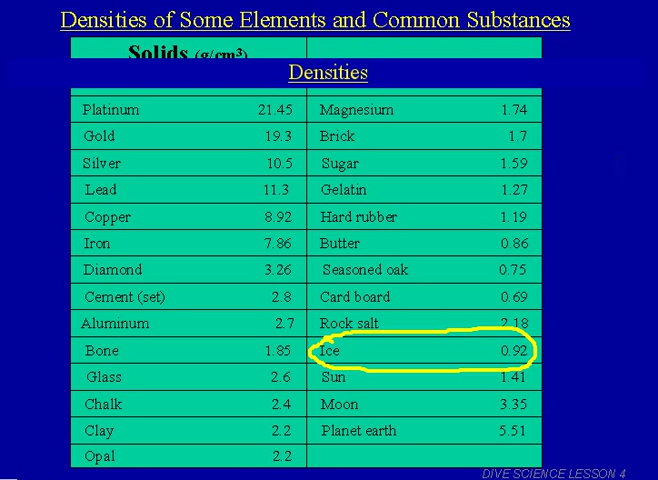 Densities of Some Elements and Common Substances
Solids (g/cm³)
Densities
Platinum 21.45 Magnesium 1.74
Gold 19.3 Brick 1.7
Silver 10.5 Sugar 1.59
Lead 11.3 Gelatin 1.27
Copper 8.92 Hard rubber 1.19
Iron 7.86 Butter 0.86
Diamond 3.26 Seasoned oak 0.75
Cement (set) 2.8 Card board 0.69
Aluminum 2.7 Rock salt 2.18
Bone 1.85 Ice 0.92
Glass 2.6 Sun 1.41
Chalk 2.4 Moon 3.35
Clay 2.2 Planet earth 5.51
Opal 2.2
DIVE SCIENCE LESSON 4